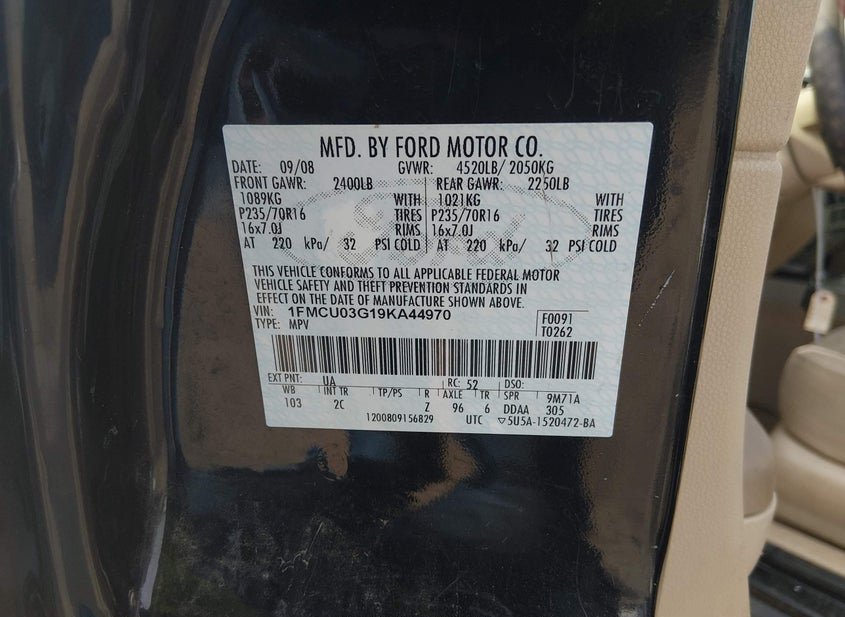 MFD. BY FORD MOTOR CO.
DATE: 09/08 GVWR: 4520LB/ 2050KG
FRONT GAWR: 2400LB REAR GAWR: 2250LB
1089KG WITH 1021KG WITH
P235/70R16 TIRES P235/70R16 TIRES
16x7.0J RIMS 16x7.0J RIMS
AT 220 kPa/ 32 PSI COLD AT 220 kPa/ 32 PSI COLD
Ford
THIS VEHICLE CONFORMS TO ALL APPLICABLE FEDERAL MOTOR
VEHICLE SAFETY AND THEFT PREVENTION STANDARDS IN
EFFECT ON THE DATE OF MANUFACTURE SHOWN ABOVE.
VIN: 1FMCU03G19KA44970 F0091
TYPE: MPV T0262
EXT PNT: UA RC: 52 DSO:
WB INT TR TP/PS R AXLE TR SPR 9M71A
103 2C Z 96 6 DDAA 305
1200809156829 UTC ▽5U5A-1520472-BA